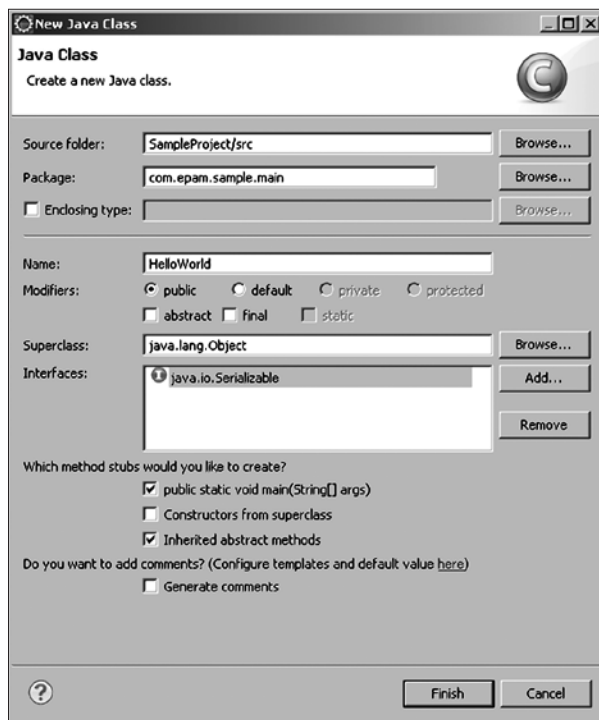 New Java Class
Java Class
Create a new Java class.
C
Source folder: SampleProject/src Browse...
Package: com.epam.sample.main Browse...
Enclosing type: Browse...
Name: HelloWorld
Modifiers: public default private protected
abstract final static
Superclass: java.lang.Object Browse...
Interfaces: java.io.Serializable Add...
Remove
Which method stubs would you like to create?
public static void main(String[] args)
Constructors from superclass
Inherited abstract methods
Do you want to add comments? (Configure templates and default value here)
Generate comments
? Finish Cancel